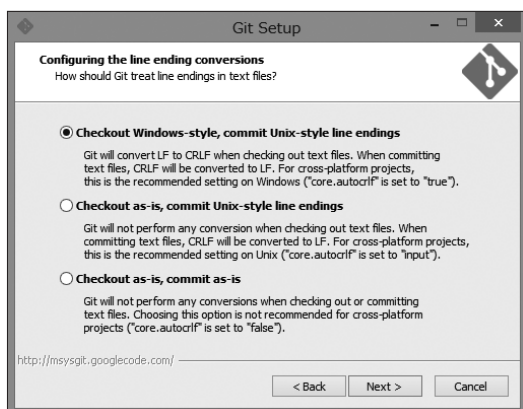 Git Setup
Configuring the line ending conversions
How should Git treat line endings in text files?
Checkout Windows-style, commit Unix-style line endings
Git will convert LF to CRLF when checking out text files. When committing
text files, CRLF will be converted to LF. For cross-platform projects,
this is the recommended setting on Windows ("core.autocrlf" is set to "true").
Checkout as-is, commit Unix-style line endings
Git will not perform any conversion when checking out text files. When
committing text files, CRLF will be converted to LF. For cross-platform projects,
this is the recommended setting on Unix ("core.autocrlf" is set to "input").
Checkout as-is, commit as-is
Git will not perform any conversions when checking out or committing
text files. Choosing this option is not recommended for cross-platform
projects ("core.autocrlf" is set to "false").
http://msysgit.googlecode.com/
< Back
Next >
Cancel